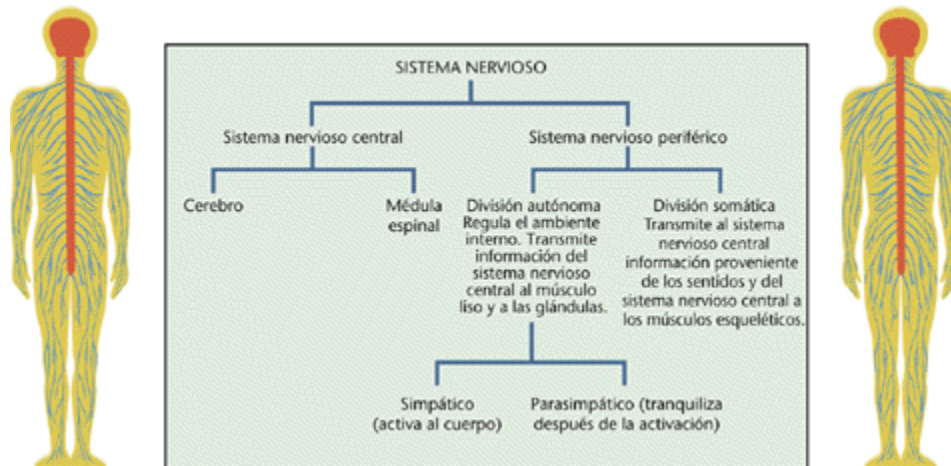 SISTEMA NERVIOSO
Sistema nervioso central
Sistema nervioso periférico
Cerebro
Médula
espinal
División autónoma
Regula el ambiente
interno. Transmite
información del
sistema nervioso
central al músculo
liso y a las glándulas.
División somática
Transmite al sistema
nervioso central
información proveniente
de los sentidos y del
sistema nervioso central a
los músculos esqueléticos.
Simpático
(activa al cuerpo)
Parasimpático (tranquiliza
después de la activación)